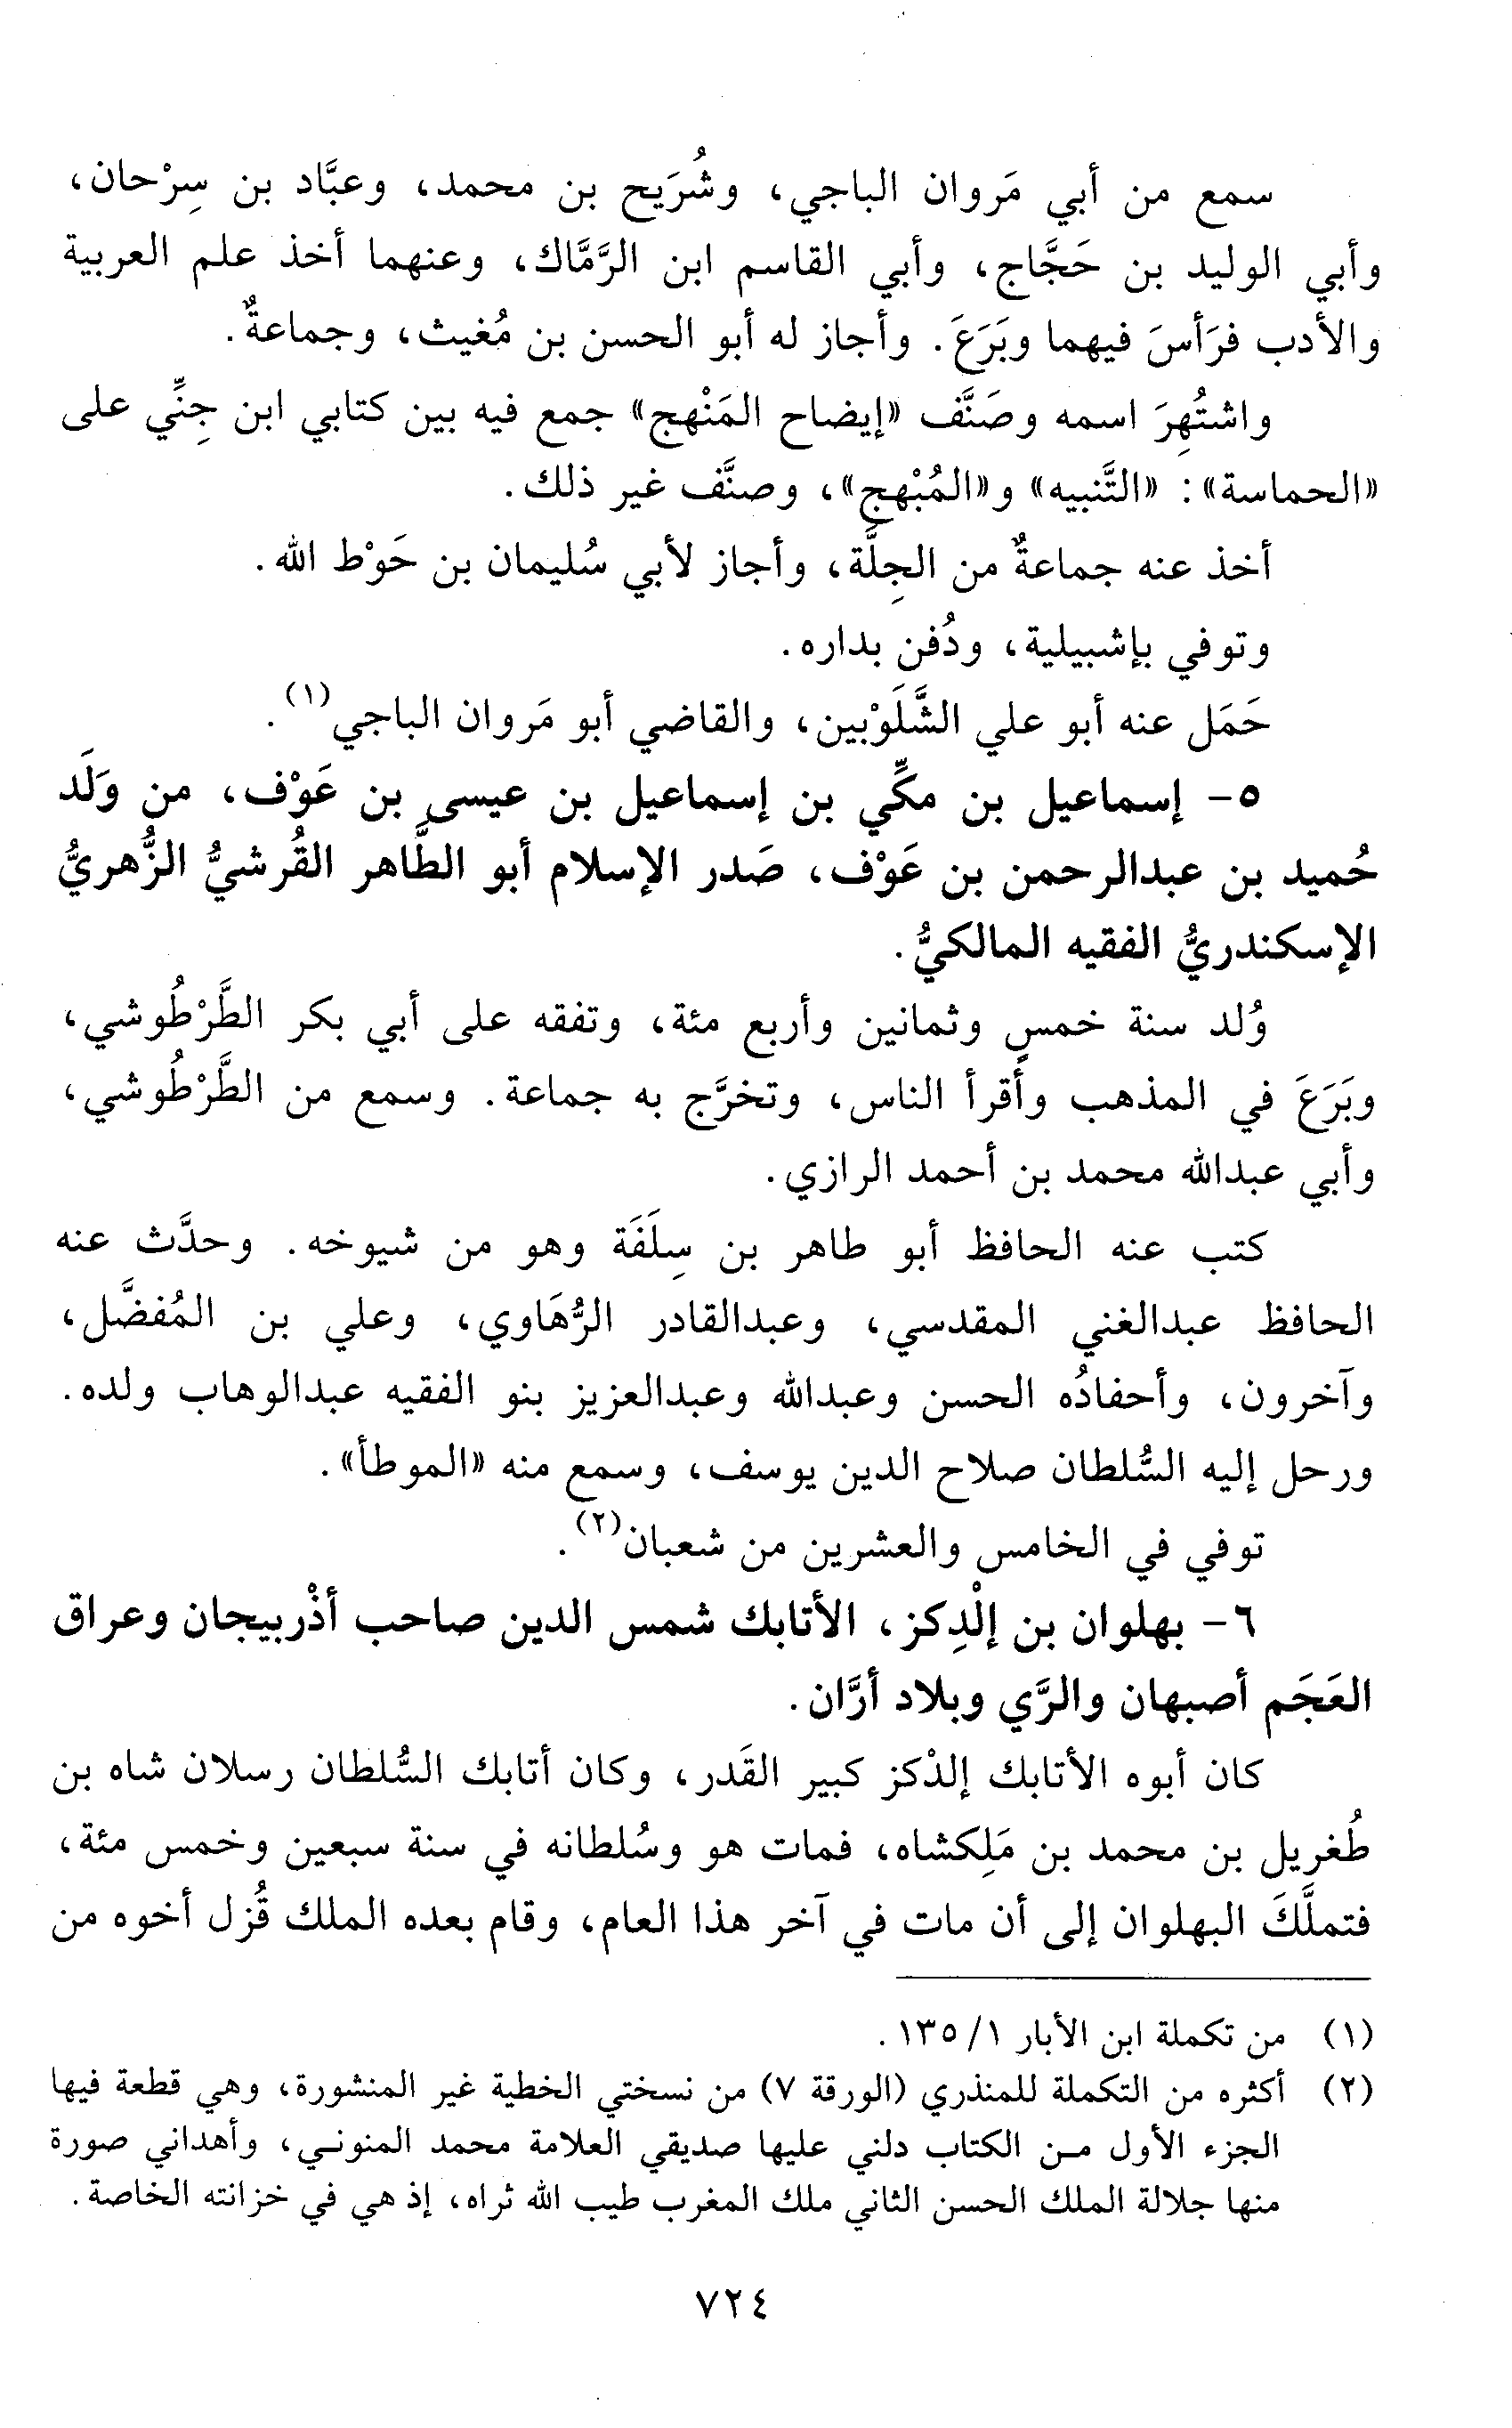 سمع من أبي مَروان الباجي، وشُرَيح بن محمد، وعبَّاد بن سِرْحان،
وأبي الوليد بن حَجَّاج، وأبي القاسم ابن الرَّمَّاك، وعنهما أخذ علم العربية
والأدب فرَأسَ فيهما وبَرَعَ. وأجاز له أبو الحسن بن مُغيث، وجماعةٌ.
واشتُهِرَ اسمه وصَنَّف «إيضاح المَنْهج» جمع فيه بين كتابي ابن جِنِّي على
«الحماسة»: «التَّنبيه» و«المُبْهج»، وصنَّف غير ذلك.
أخذ عنه جماعةٌ من الجِلَّة، وأجاز لأبي سُليمان بن حَوْط الله.
وتوفي بإشبيلية، ودُفن بداره.
حَمَل عنه أبو علي الشَّلَوْبين، والقاضي أبو مَروان الباجي(١).
٥- إسماعيل بن مكِّي بن إسماعيل بن عيسى بن عَوْف، من وَلَد
حُميد بن عبدالرحمن بن عَوْف، صَدر الإسلام أبو الطَّاهر القُرشيُّ الزُّهريُّ
الإسكندريُّ الفقيه المالكيُّ.
وُلد سنة خمسٍ وثمانين وأربع مئة، وتفقه على أبي بكر الطَّرْطُوشي،
وبَرَعَ في المذهب وأقرأ الناس، وتخرَّج به جماعة. وسمع من الطَّرْطُوشي،
وأبي عبدالله محمد بن أحمد الرازي.
كتب عنه الحافظ أبو طاهر بن سِلَفَة وهو من شيوخه. وحدَّث عنه
الحافظ عبدالغني المقدسي، وعبدالقادر الرُّهَاوي، وعلي بن المُفضَّل،
وآخرون، وأحفادُه الحسن وعبدالله وعبدالعزيز بنو الفقيه عبدالوهاب ولده.
ورحل إليه السُّلطان صلاح الدين يوسف، وسمع منه «الموطأ».
توفي في الخامس والعشرين من شعبان(٢).
٦- بهلوان بن إلْدِكز، الأتابك شمس الدين صاحب أذْربيجان وعراق
العَجَم أصبهان والرَّي وبلاد أرَّان.
كان أبوه الأتابك إلدْكز كبير القَدر، وكان أتابك السُّلطان رسلان شاه بن
طُغريل بن محمد بن مَلِكشاه، فمات هو وسُلطانه في سنة سبعين وخمس مئة،
فتملَّكَ البهلوان إلى أن مات في آخر هذا العام، وقام بعده الملك قُزل أخوه من
(١) من تكملة ابن الأبار ١/ ١٣٥.
(٢) أكثره من التكملة للمنذري (الورقة ٧) من نسختي الخطية غير المنشورة، وهي قطعة فيها
الجزء الأول من الكتاب دلني عليها صديقي العلامة محمد المنوني، وأهداني صورة
منها جلالة الملك الحسن الثاني ملك المغرب طيب الله ثراه، إذ هي في خزانته الخاصة.
٧٢٤